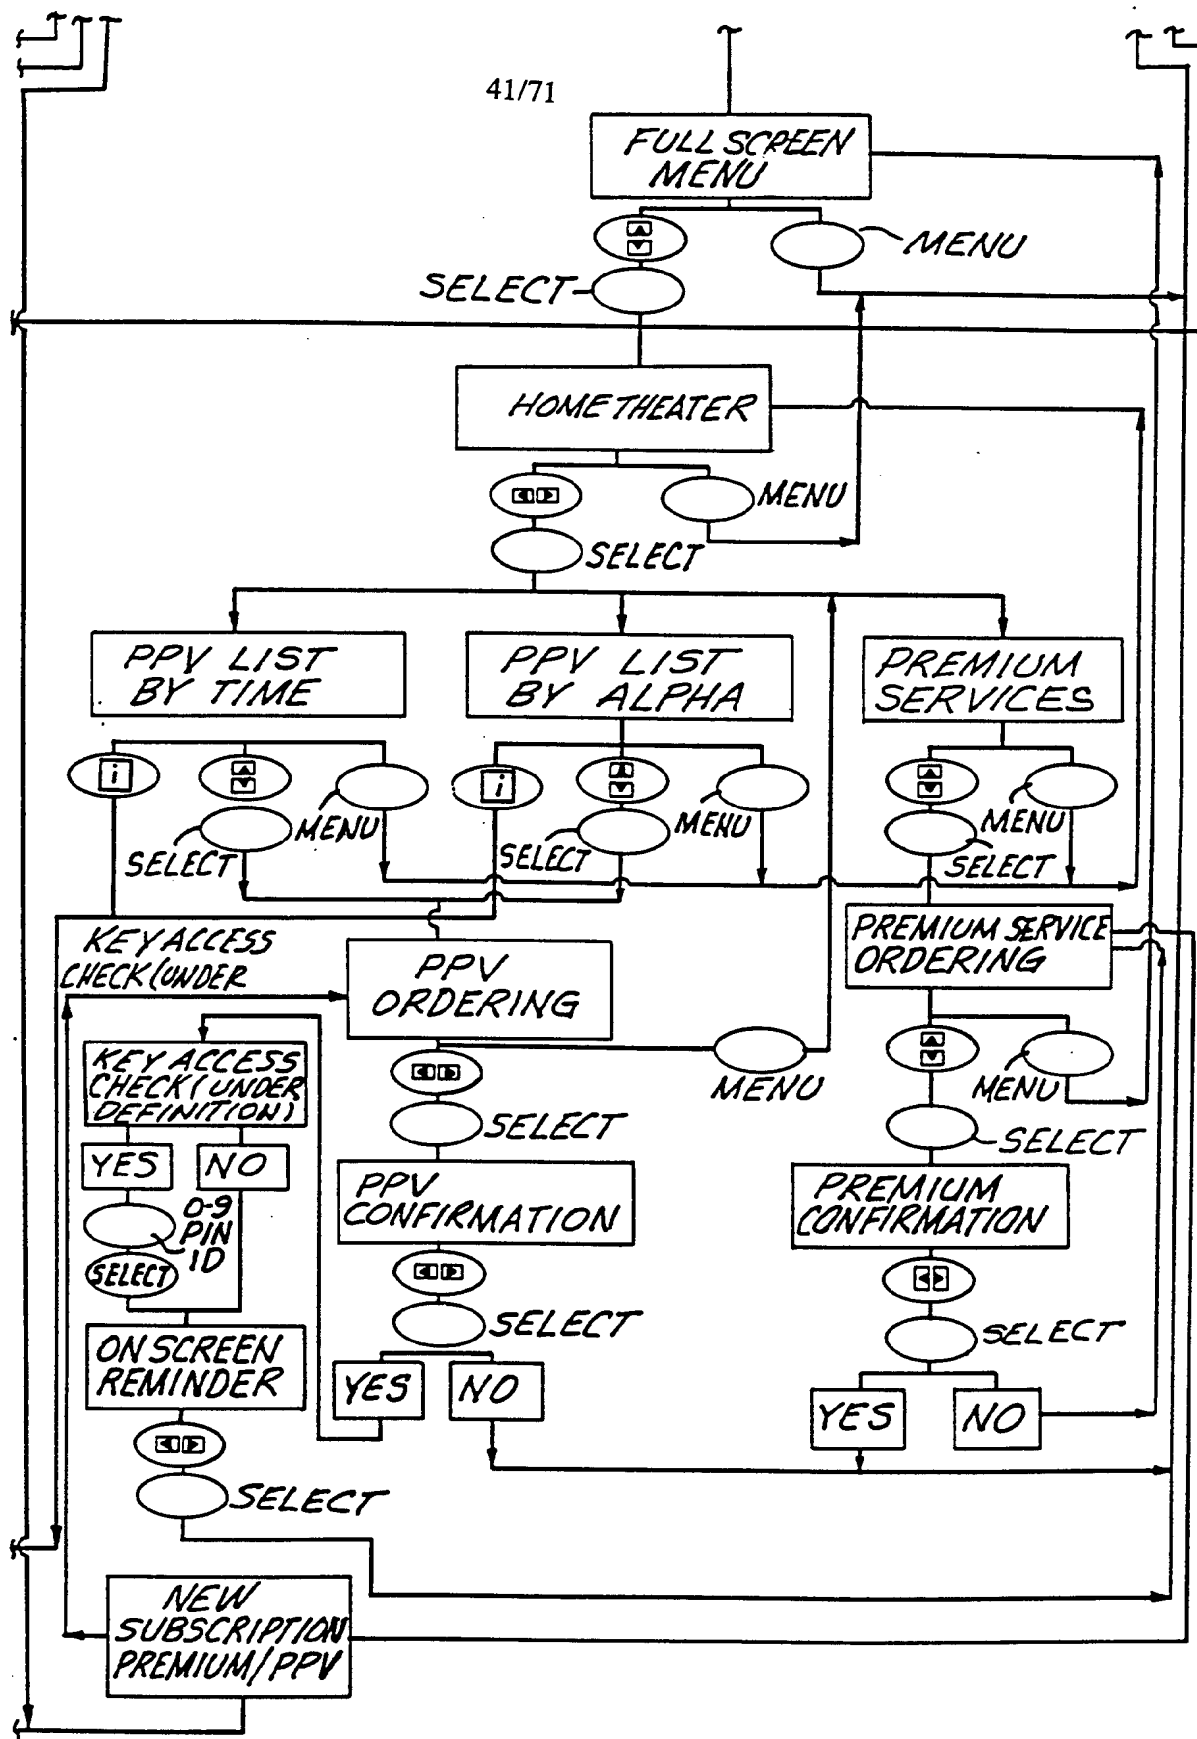 41/71
FULL SCREEN
MENU
MENU
SELECT
HOME THEATER
MENU
SELECT
PPV LIST
BY TIME
PPV LIST
BY ALPHA
PREMIUM
SERVICES
i
MENU
SELECT
i
MENU
SELECT
MENU
SELECT
KEY ACCESS
CHECK (UNDER
PPV
ORDERING
PREMIUM SERVICE
ORDERING
KEY ACCESS
CHECK (UNDER
DEFINITION)
MENU
MENU
SELECT
SELECT
YES
NO
PPV
CONFIRMATION
PREMIUM
CONFIRMATION
0-9
PIN
ID
SELECT
SELECT
SELECT
ON SCREEN
REMINDER
YES
NO
YES
NO
SELECT
NEW
SUBSCRIPTION
PREMIUM/PPV